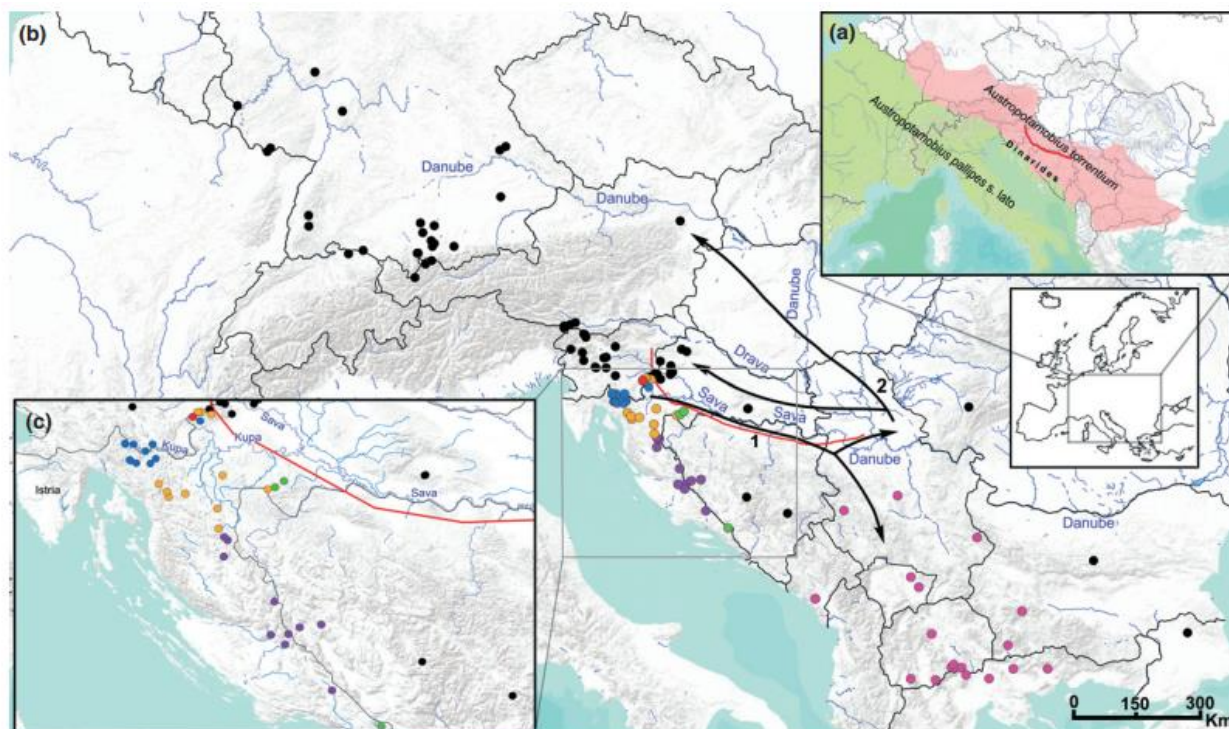 (b)
(a)
Austropotamobius torrentium
Austropotamobius pallipes s. lato
Dinarides
Danube
Danube
Danube
Drava
Sava
Sava
Danube
Danube
1
2
(c)
Sava
Kupa
Kupa
Sava
Istria
0 150 300
Km